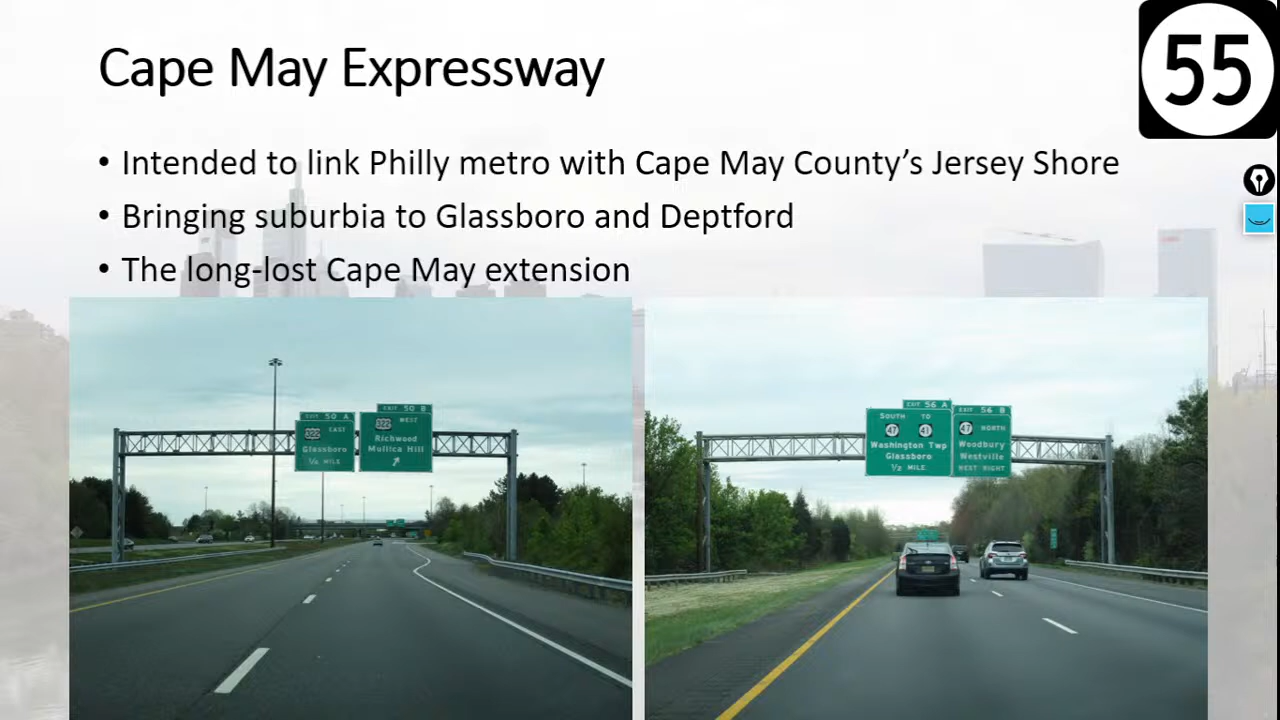 Cape May Expressway
55
• Intended to link Philly metro with Cape May County’s Jersey Shore
• Bringing suburbia to Glassboro and Deptford
• The long-lost Cape May extension
EXIT 50 A
322 EAST
Glassboro
½ MILE
EXIT 50 B
322 WEST
Richwood
Mullica Hill
EXIT 56 A
SOUTH TO
47 41
Washington Twp
Glassboro
½ MILE
EXIT 56 B
47 NORTH
Woodbury
Westville
NEXT RIGHT